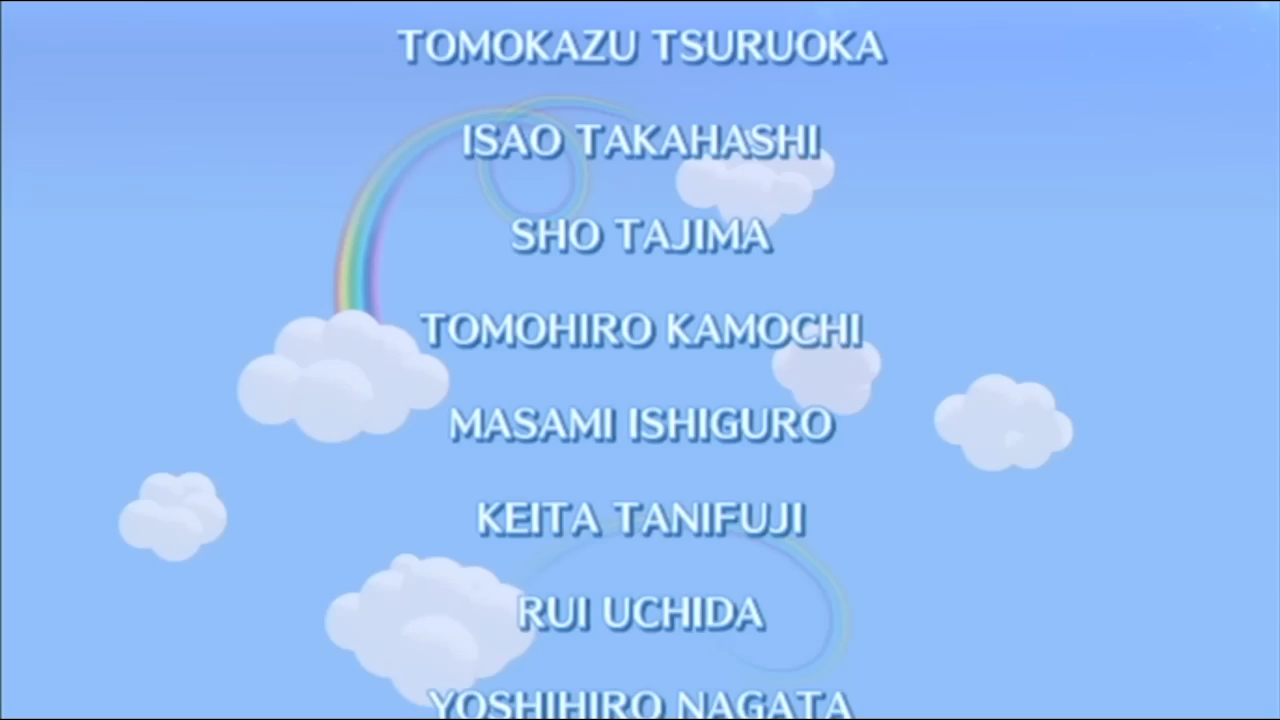 TOMOKAZU TSURUOKA
ISAO TAKAHASHI
SHO TAJIMA
TOMOHIRO KAMOCHI
MASAMI ISHIGURO
KEITA TANIFUJI
RUI UCHIDA
YOSHIHIRO NAGATA